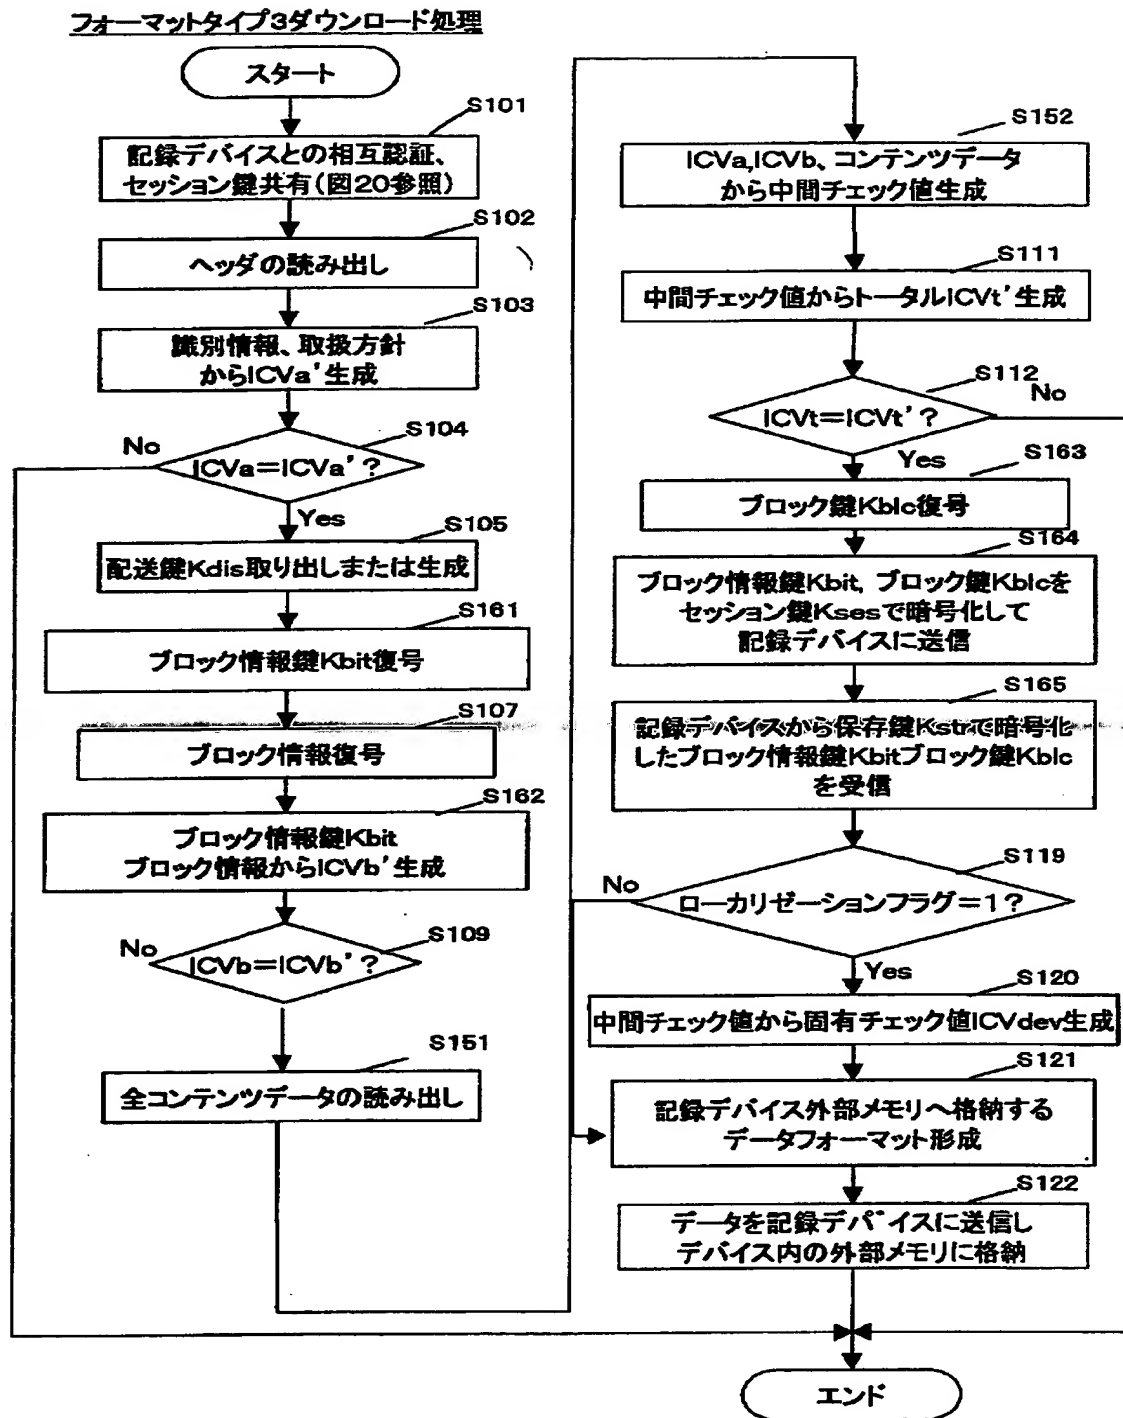 フォーマットタイプ3ダウンロード処理
スタート
S101
記録デバイスとの相互認証、
セッション鍵共有(図20参照)
S102
ヘッダの読み出し
S103
識別情報、取扱方針
からICVa'生成
S104
No
ICVa=ICVa'?
Yes
S105
配送鍵Kdis取り出しまたは生成
S161
ブロック情報鍵Kbit復号
S107
ブロック情報復号
S162
ブロック情報鍵Kbit
ブロック情報からICVb'生成
S109
No
ICVb=ICVb'?
S151
全コンテンツデータの読み出し
S152
ICVa,ICVb、コンテンツデータ
から中間チェック値生成
S111
中間チェック値からトータルICVt'生成
S112
No
ICVt=ICVt'?
Yes
S163
ブロック鍵Kblc復号
S164
ブロック情報鍵Kbit,ブロック鍵Kblcを
セッション鍵Ksesで暗号化して
記録デバイスに送信
S165
記録デバイスから保存鍵Kstrで暗号化
したブロック情報鍵Kbitブロック鍵Kblc
を受信
S119
No
ローカリゼーションフラグ=1?
Yes
S120
中間チェック値から固有チェック値ICVdev生成
S121
記録デバイス外部メモリへ格納する
データフォーマット形成
S122
データを記録デバイスに送信し
デバイス内の外部メモリに格納
エンド